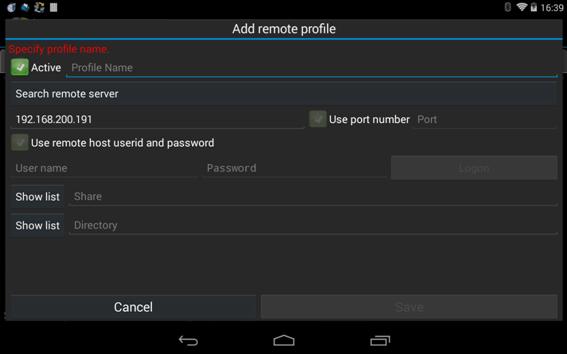 16:39
Add remote profile
Specify profile name.
Active Profile Name
Search remote server
192.168.200.191 Use port number Port
Use remote host userid and password
User name Password Logon
Show list Share
Show list Directory
Cancel Save